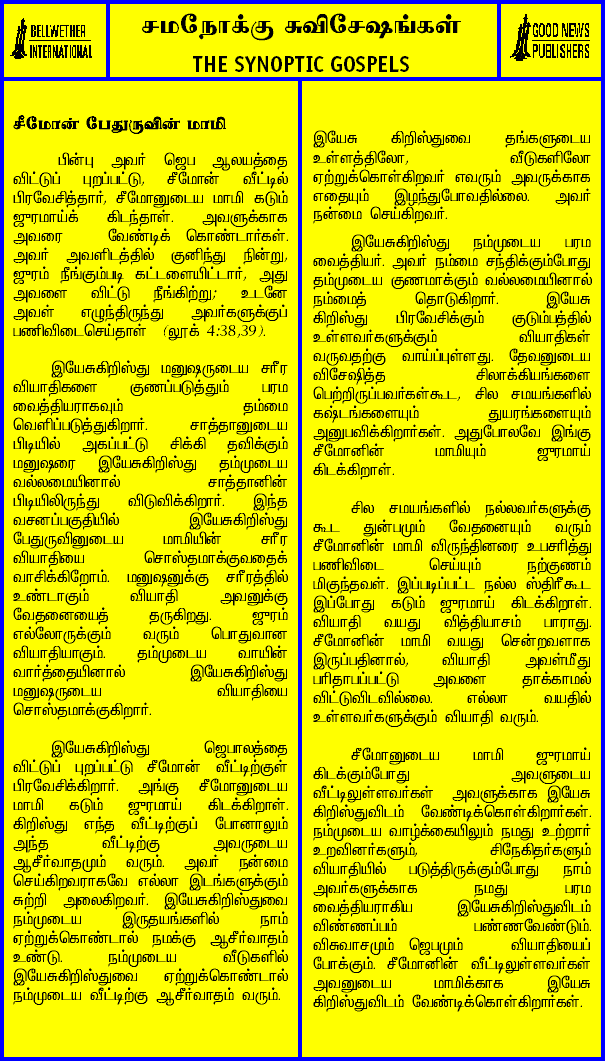 BELLWETHER
INTERNATIONAL
சமநோக்கு சுவிசேஷங்கள்
THE SYNOPTIC GOSPELS
GOOD NEWS
PUBLISHERS
சீமோன் பேதுருவின் மாமி
பின்பு அவர் ஜெப ஆலயத்தை
விட்டுப் புறப்பட்டு, சீமோன் வீட்டில்
பிரவேசித்தார், சீமோனுடைய மாமி கடும்
ஜுரமாய்க் கிடந்தாள். அவளுக்காக
அவரை வேண்டிக் கொண்டார்கள்.
அவர் அவளிடத்தில் குனிந்து நின்று,
ஜுரம் நீங்கும்படி கட்டளையிட்டார், அது
அவளை விட்டு நீங்கிற்று; உடனே
அவள் எழுந்திருந்து அவர்களுக்குப்
பணிவிடைசெய்தாள் (லூக் 4:38,39).
இயேசுகிறிஸ்து மனுஷருடைய சரீர
வியாதிகளை குணப்படுத்தும் பரம
வைத்தியராகவும் தம்மை
வெளிப்படுத்துகிறார். சாத்தானுடைய
பிடியில் அகப்பட்டு சிக்கி தவிக்கும்
மனுஷரை இயேசுகிறிஸ்து தம்முடைய
வல்லமையினால் சாத்தானின்
பிடியிலிருந்து விடுவிக்கிறார். இந்த
வசனப்பகுதியில் இயேசுகிறிஸ்து
பேதுருவினுடைய மாமியின் சரீர
வியாதியை சொஸ்தமாக்குவதைக்
வாசிக்கிறோம். மனுஷனுக்கு சரீரத்தில்
உண்டாகும் வியாதி அவனுக்கு
வேதனையைத் தருகிறது. ஜுரம்
எல்லோருக்கும் வரும் பொதுவான
வியாதியாகும். தம்முடைய வாயின்
வார்த்தையினால் இயேசுகிறிஸ்து
மனுஷருடைய வியாதியை
சொஸ்தமாக்குகிறார்.
இயேசுகிறிஸ்து ஜெபாலத்தை
விட்டுப் புறப்பட்டு சீமோன் வீட்டிற்குள்
பிரவேசிக்கிறார். அங்கு சீமோனுடைய
மாமி கடும் ஜுரமாய் கிடக்கிறாள்.
கிறிஸ்து எந்த வீட்டிற்குப் போனாலும்
அந்த வீட்டிற்கு அவருடைய
ஆசீர்வாதமும் வரும். அவர் நன்மை
செய்கிறவராகவே எல்லா இடங்களுக்கும்
சுற்றி அலைகிறவர். இயேசுகிறிஸ்துவை
நம்முடைய இருதயங்களில் நாம்
ஏற்றுக்கொண்டால் நமக்கு ஆசீர்வாதம்
உண்டு. நம்முடைய வீடுகளில்
இயேசுகிறிஸ்துவை ஏற்றுக்கொண்டால்
நம்முடைய வீட்டிற்கு ஆசீர்வாதம் வரும்.
இயேசு கிறிஸ்துவை தங்களுடைய
உள்ளத்திலோ, வீடுகளிலோ
ஏற்றுக்கொள்கிறவர் எவரும் அவருக்காக
எதையும் இழந்துபோவதில்லை. அவர்
நன்மை செய்கிறவர்.
இயேசுகிறிஸ்து நம்முடைய பரம
வைத்தியர். அவர் நம்மை சந்திக்கும்போது
தம்முடைய குணமாக்கும் வல்லமையினால்
நம்மைத் தொடுகிறார். இயேசு
கிறிஸ்து பிரவேசிக்கும் குடும்பத்தில்
உள்ளவர்களுக்கும் வியாதிகள்
வருவதற்கு வாய்ப்புள்ளது. தேவனுடைய
விசேஷித்த சிலாக்கியங்களை
பெற்றிருப்பவர்கள்கூட, சில சமயங்களில்
கஷ்டங்களையும் துயரங்களையும்
அனுபவிக்கிறார்கள். அதுபோலவே இங்கு
சீமோனின் மாமியும் ஜுரமாய்
கிடக்கிறாள்.
சில சமயங்களில் நல்லவர்களுக்கு
கூட துன்பமும் வேதனையும் வரும்
சீமோனின் மாமி விருந்தினரை உபசரித்து
பணிவிடை செய்யும் நற்குணம்
மிகுந்தவள். இப்படிப்பட்ட நல்ல ஸ்திரீகூட
இப்போது கடும் ஜுரமாய் கிடக்கிறாள்.
வியாதி வயது வித்தியாசம் பாராது.
சீமோனின் மாமி வயது சென்றவளாக
இருப்பதினால், வியாதி அவள்மீது
பரிதாபப்பட்டு அவளை தாக்காமல்
விட்டுவிடவில்லை. எல்லா வயதில்
உள்ளவர்களுக்கும் வியாதி வரும்.
சீமோனுடைய மாமி ஜுரமாய்
கிடக்கும்போது அவளுடைய
வீட்டிலுள்ளவர்கள் அவளுக்காக இயேசு
கிறிஸ்துவிடம் வேண்டிக்கொள்கிறார்கள்.
நம்முடைய வாழ்க்கையிலும் நமது உற்றார்
உறவினர்களும், சிநேகிதர்களும்
வியாதியில் படுத்திருக்கும்போது நாம்
அவர்களுக்காக நமது பரம
வைத்தியராகிய இயேசுகிறிஸ்துவிடம்
விண்ணப்பம் பண்ணவேண்டும்.
விசுவாசமும் ஜெபமும் வியாதியைப்
போக்கும். சீமோனின் வீட்டிலுள்ளவர்கள்
அவனுடைய மாமிக்காக இயேசு
கிறிஸ்துவிடம் வேண்டிக்கொள்கிறார்கள்.